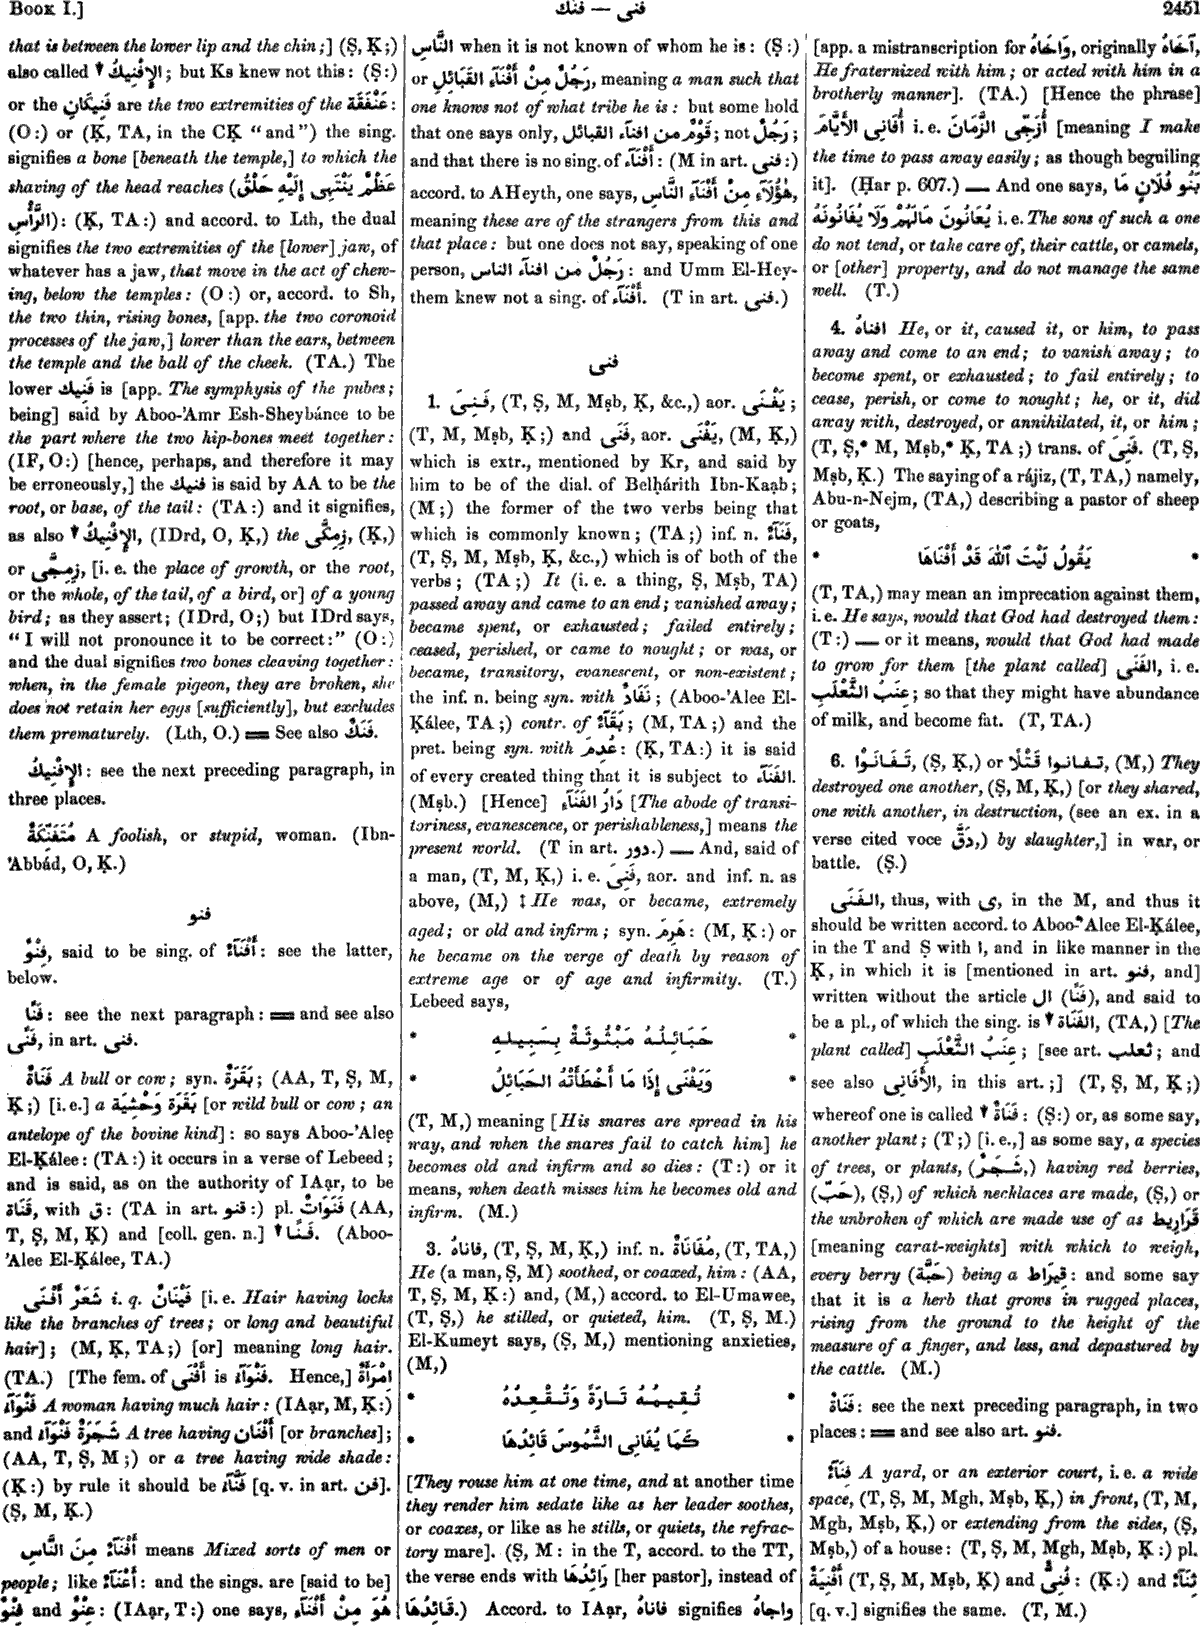 Book I.]
فنك — فنى
2451
that is between the lower lip and the chin;] (Ṣ, Ḳ;)
also called ↓ الإِفْنِيكُ; but Ks knew not this: (Ṣ:)
or the فَنِيكَانِ are the two extremities of the عَنْفَقَة:
(O:) or (Ḳ, TA, in the CḲ “and”) the sing.
signifies a bone [beneath the temple,] to which the
shaving of the head reaches (عَظْمٌ يَنْتَهِى إِلَيْهِ حَلْقُ
الرَّأْسِ): (Ḳ, TA:) and accord. to Lth, the dual
signifies the two extremities of the [lower] jaw, of
whatever has a jaw, that move in the act of chew-
ing, below the temples: (O:) or, accord. to Sh,
the two thin, rising bones, [app. the two coronoid
processes of the jaw,] lower than the ears, between
the temple and the ball of the cheek. (TA.) The
lower فَنِيك is [app. The symphysis of the pubes;
being] said by Aboo-’Amr Esh-Sheybánee to be
the part where the two hip-bones meet together:
(IF, O:) [hence, perhaps, and therefore it may
be erroneously,] the فنيك is said by AA to be the
root, or base, of the tail: (TA:) and it signifies,
as also ↓ الإِفْنِيكُ, (IDrd, O, Ḳ,) the زِمِكَّى, (Ḳ,)
or زِمِجَّى, [i. e. the place of growth, or the root,
or the whole, of the tail, of a bird, or] of a young
bird; as they assert; (IDrd, O;) but IDrd says,
“I will not pronounce it to be correct:” (O:)
and the dual signifies two bones cleaving together:
when, in the female pigeon, they are broken, she
does not retain her eggs [sufficiently], but excludes
them prematurely. (Lth, O.) ═ See also فَنَكٌ.
الإِفْنِيكُ: see the next preceding paragraph, in
three places.
مُتَفَنِّكَةٌ A foolish, or stupid, woman. (Ibn-
’Abbád, O, Ḳ.)
فنو
فِنْوٌ, said to be sing. of أَفْنَآءٌ: see the latter,
below.
فَنًا: see the next paragraph: ═ and see also
فَنًى, in art. فنى.
فَنَاةٌ A bull or cow; syn. بَقَرَةٌ; (AA, T, Ṣ, M,
Ḳ;) [i. e.] a بَقَرَة وَحْشِيَّة [or wild bull or cow; an
antelope of the bovine kind]: so says Aboo-’Alee
El-Ḳálee: (TA:) it occurs in a verse of Lebeed;
and is said, as on the authority of IAạr, to be
قَنَاة, with ق: (TA in art. قنو:) pl. فَنَوَاتٌ (AA,
T, Ṣ, M, Ḳ) and [coll. gen. n.] ↓ فَنًا. (Aboo-
’Alee El-Ḳálee, TA.)
شَعَرٌ أَفْنَى i. q. فَيْنَانٌ [i. e. Hair having locks
like the branches of trees; or long and beautiful
hair]; (M, Ḳ, TA;) [or] meaning long hair.
(TA.) [The fem. of أَفْنَى is فَنْوَآءُ. Hence,] اِمْرَأَةٌ
فَنْوَآءُ A woman having much hair: (IAạr, M, Ḳ:)
and شَجَرَةٌ فَنْوَآءُ A tree having أَفْنَان [or branches];
(AA, T, Ṣ, M;) or a tree having wide shade:
(Ḳ:) by rule it should be فَنَّآءُ [q. v. in art. فن].
(Ṣ, M, Ḳ.)
أَفْنَآءٌ مِنَ النَّاسِ means Mixed sorts of men or
people; like أَعْنَآءٌ: and the sings. are [said to be]
فِنْوٌ and عِنْوٌ: (IAạr, T:) one says, هُوَ مِنْ أَفْنَآءِ
النَّاسِ when it is not known of whom he is: (Ṣ:)
or رَجُلٌ مِنْ أَفْنَآءِ القَبَائِلِ, meaning a man such that
one knows not of what tribe he is: but some hold
that one says only, قَوْمٌ من افنآء القبائل; not رَجُلٌ;
and that there is no sing. of أَفْنَآء: (M in art. فنى:)
accord. to AHeyth, one says, هٰؤُلَآءِ مِنْ أَفْنَآءِ النَّاسِ,
meaning these are of the strangers from this and
that place: but one does not say, speaking of one
person, رَجُلٌ من افنآء الناس: and Umm El-Hey-
them knew not a sing. of أَفْنَآء. (T in art. فنى.)
فنى
1. فَنِىَ, (T, Ṣ, M, Mṣb, Ḳ, &c.,) aor. يَفْنَى;
(T, M, Mṣb, Ḳ;) and فَنَى, aor. يَفْنَى, (M, Ḳ,)
which is extr., mentioned by Kr, and said by
him to be of the dial. of Belḥárith Ibn-Kaạb;
(M;) the former of the two verbs being that
which is commonly known; (TA;) inf. n. فَنَآءٌ,
(T, Ṣ, M, Mṣb, Ḳ, &c.,) which is of both of the
verbs; (TA;) It (i. e. a thing, Ṣ, Mṣb, TA)
passed away and came to an end; vanished away;
became spent, or exhausted; failed entirely;
ceased, perished, or came to nought; or was, or
became, transitory, evanescent, or non-existent;
the inf. n. being syn. with نَفَادٌ; (Aboo-’Alee El-
Ḳálee, TA;) contr. of بَقَآءٌ; (M, TA;) and the
pret. being syn. with عُدِمَ: (Ḳ, TA:) it is said
of every created thing that it is subject to الفَنَآء.
(Mṣb.) [Hence] دَارُ الفَنَآءِ [The abode of transi-
toriness, evanescence, or perishableness,] means the
present world. (T in art. دور.) — And, said of
a man, (T, M, Ḳ,) i. e. فَنِىَ, aor. and inf. n. as
above, (M,) ‡ He was, or became, extremely
aged; or old and infirm; syn. هَرِمَ: (M, Ḳ:) or
he became on the verge of death by reason of
extreme age or of age and infirmity. (T.)
Lebeed says,
* حَبَائِلُهُ مَبْثُوثَةٌ بِسَبِيلِهِ *
* وَيَفْنَى إِذَا مَا أَخْطَأَتْهُ الحَبَائِلُ *
(T, M,) meaning [His snares are spread in his
way, and when the snares fail to catch him] he
becomes old and infirm and so dies: (T:) or it
means, when death misses him he becomes old and
infirm. (M.)
3. فاناهُ, (T, Ṣ, M, Ḳ,) inf. n. مُفَانَاةٌ, (T, TA,)
He (a man, Ṣ, M) soothed, or coaxed, him: (AA,
T, Ṣ, M, Ḳ:) and, (M,) accord. to El-Umawee,
(T, Ṣ,) he stilled, or quieted, him. (T, Ṣ, M.)
El-Kumeyt says, (Ṣ, M,) mentioning anxieties,
(M,)
* تُقِيمُهُ تَارَةً وَتُقْعِدُهُ *
* كَمَا يُفَانِى الشَّمُوسَ قَائِدُهَا *
[They rouse him at one time, and at another time
they render him sedate like as her leader soothes,
or coaxes, or like as he stills, or quiets, the refrac-
tory mare]. (Ṣ, M: in the T, accord. to the TT,
the verse ends with رَائِدُهَا [her pastor], instead of
قَائِدُهَا.) Accord. to IAạr, فاناهُ signifies واجاهُ
[app. a mistranscription for وَاخَاهُ, originally آخَاهُ,
He fraternized with him; or acted with him in a
brotherly manner]. (TA.) [Hence the phrase]
أُفَانِى الأَيَّامَ i. e. أُزَجِّى الزَّمَانَ [meaning I make
the time to pass away easily; as though beguiling
it]. (Ḥar p. 607.) — And one says, بَنُو فُلَانٍ مَا
يُعَانُونَ مَالَهُمْ وَلَا يُفَانُونَهُ i. e. The sons of such a one
do not tend, or take care of, their cattle, or camels,
or [other] property, and do not manage the same
well. (T.)
4. افناهُ He, or it, caused it, or him, to pass
away and come to an end; to vanish away; to
become spent, or exhausted; to fail entirely; to
cease, perish, or come to nought; he, or it, did
away with, destroyed, or annihilated, it, or him;
(T, Ṣ,* M, Mṣb,* Ḳ, TA;) trans. of فَنِىَ. (T, Ṣ,
Mṣb, Ḳ.) The saying of a rájiz, (T, TA,) namely,
Abu-n-Nejm, (TA,) describing a pastor of sheep
or goats,
* يَقُولُ لَيْتَ ٱللّٰهَ قَدْ أَفْنَاهَا *
(T, TA,) may mean an imprecation against them,
i. e. He says, would that God had destroyed them:
(T:) — or it means, would that God had made
to grow for them [the plant called] الفَنَى, i. e.
عِنَبُ الثَّعْلَبِ; so that they might have abundance
of milk, and become fat. (T, TA.)
6. تَفَانَوْا, (Ṣ, Ḳ,) or تفانوا قَتْلًا, (M,) They
destroyed one another, (Ṣ, M, Ḳ,) [or they shared,
one with another, in destruction, (see an ex. in a
verse cited voce دَقَّ,) by slaughter,] in war, or
battle. (Ṣ.)
الفَنَى, thus, with ى, in the M, and thus it
should be written accord. to Aboo-’Alee El-Ḳálee,
in the T and Ṣ with ا, and in like manner in the
Ḳ, in which it is [mentioned in art. فنو, and]
written without the article ال (فَنًا), and said to
be a pl., of which the sing. is ↓ الفَنَاةُ, (TA,) [The
plant called] عِنَبُ الثَّعْلَبِ; [see art. ثعلب; and
see also الأَفَانِى, in this art.;] (T, Ṣ, M, Ḳ;)
whereof one is called ↓ فَنَاةٌ: (Ṣ:) or, as some say,
another plant; (T;) [i. e.,] as some say, a species
of trees, or plants, (شَجَرٌ,) having red berries,
(حَبّ), (Ṣ,) of which necklaces are made, (Ṣ,) or
the unbroken of which are made use of as قَرَارِيط
[meaning carat-weights] with which to weigh,
every berry (حَبَّة) being a قِيرَاط: and some say
that it is a herb that grows in rugged places,
rising from the ground to the height of the
measure of a finger, and less, and depastured by
the cattle. (M.)
فَنَاةٌ: see the next preceding paragraph, in two
places: ═ and see also art. فنو.
فِنَآءٌ A yard, or an exterior court, i. e. a wide
space, (T, Ṣ, M, Mgh, Mṣb, Ḳ,) in front, (T, M,
Mgh, Mṣb, Ḳ,) or extending from the sides, (Ṣ,
Mṣb,) of a house: (T, Ṣ, M, Mgh, Mṣb, Ḳ:) pl.
أَفْنِيَةٌ (T, Ṣ, M, Mṣb, Ḳ) and فُنِىٌّ: (Ḳ:) and ثِنَآءٌ
[q. v.] signifies the same. (T, M.)